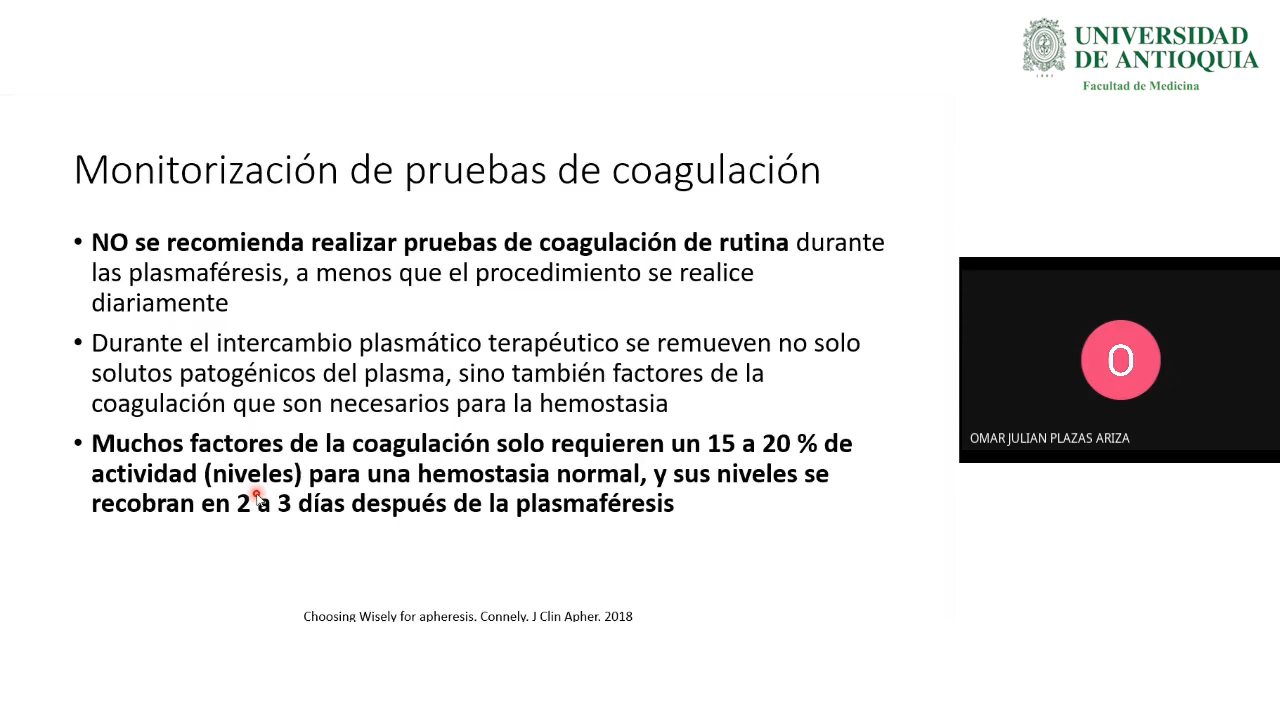 UNIVERSIDAD
DE ANTIOQUIA
1803
Facultad de Medicina
Monitorización de pruebas de coagulación
• NO se recomienda realizar pruebas de coagulación de rutina durante
las plasmaféresis, a menos que el procedimiento se realice
diariamente
• Durante el intercambio plasmático terapéutico se remueven no solo
solutos patogénicos del plasma, sino también factores de la
coagulación que son necesarios para la hemostasia
• Muchos factores de la coagulación solo requieren un 15 a 20 % de
actividad (niveles) para una hemostasia normal, y sus niveles se
recobran en 2 a 3 días después de la plasmaféresis
Choosing Wisely for apheresis. Connely. J Clin Apher. 2018
O
OMAR JULIAN PLAZAS ARIZA